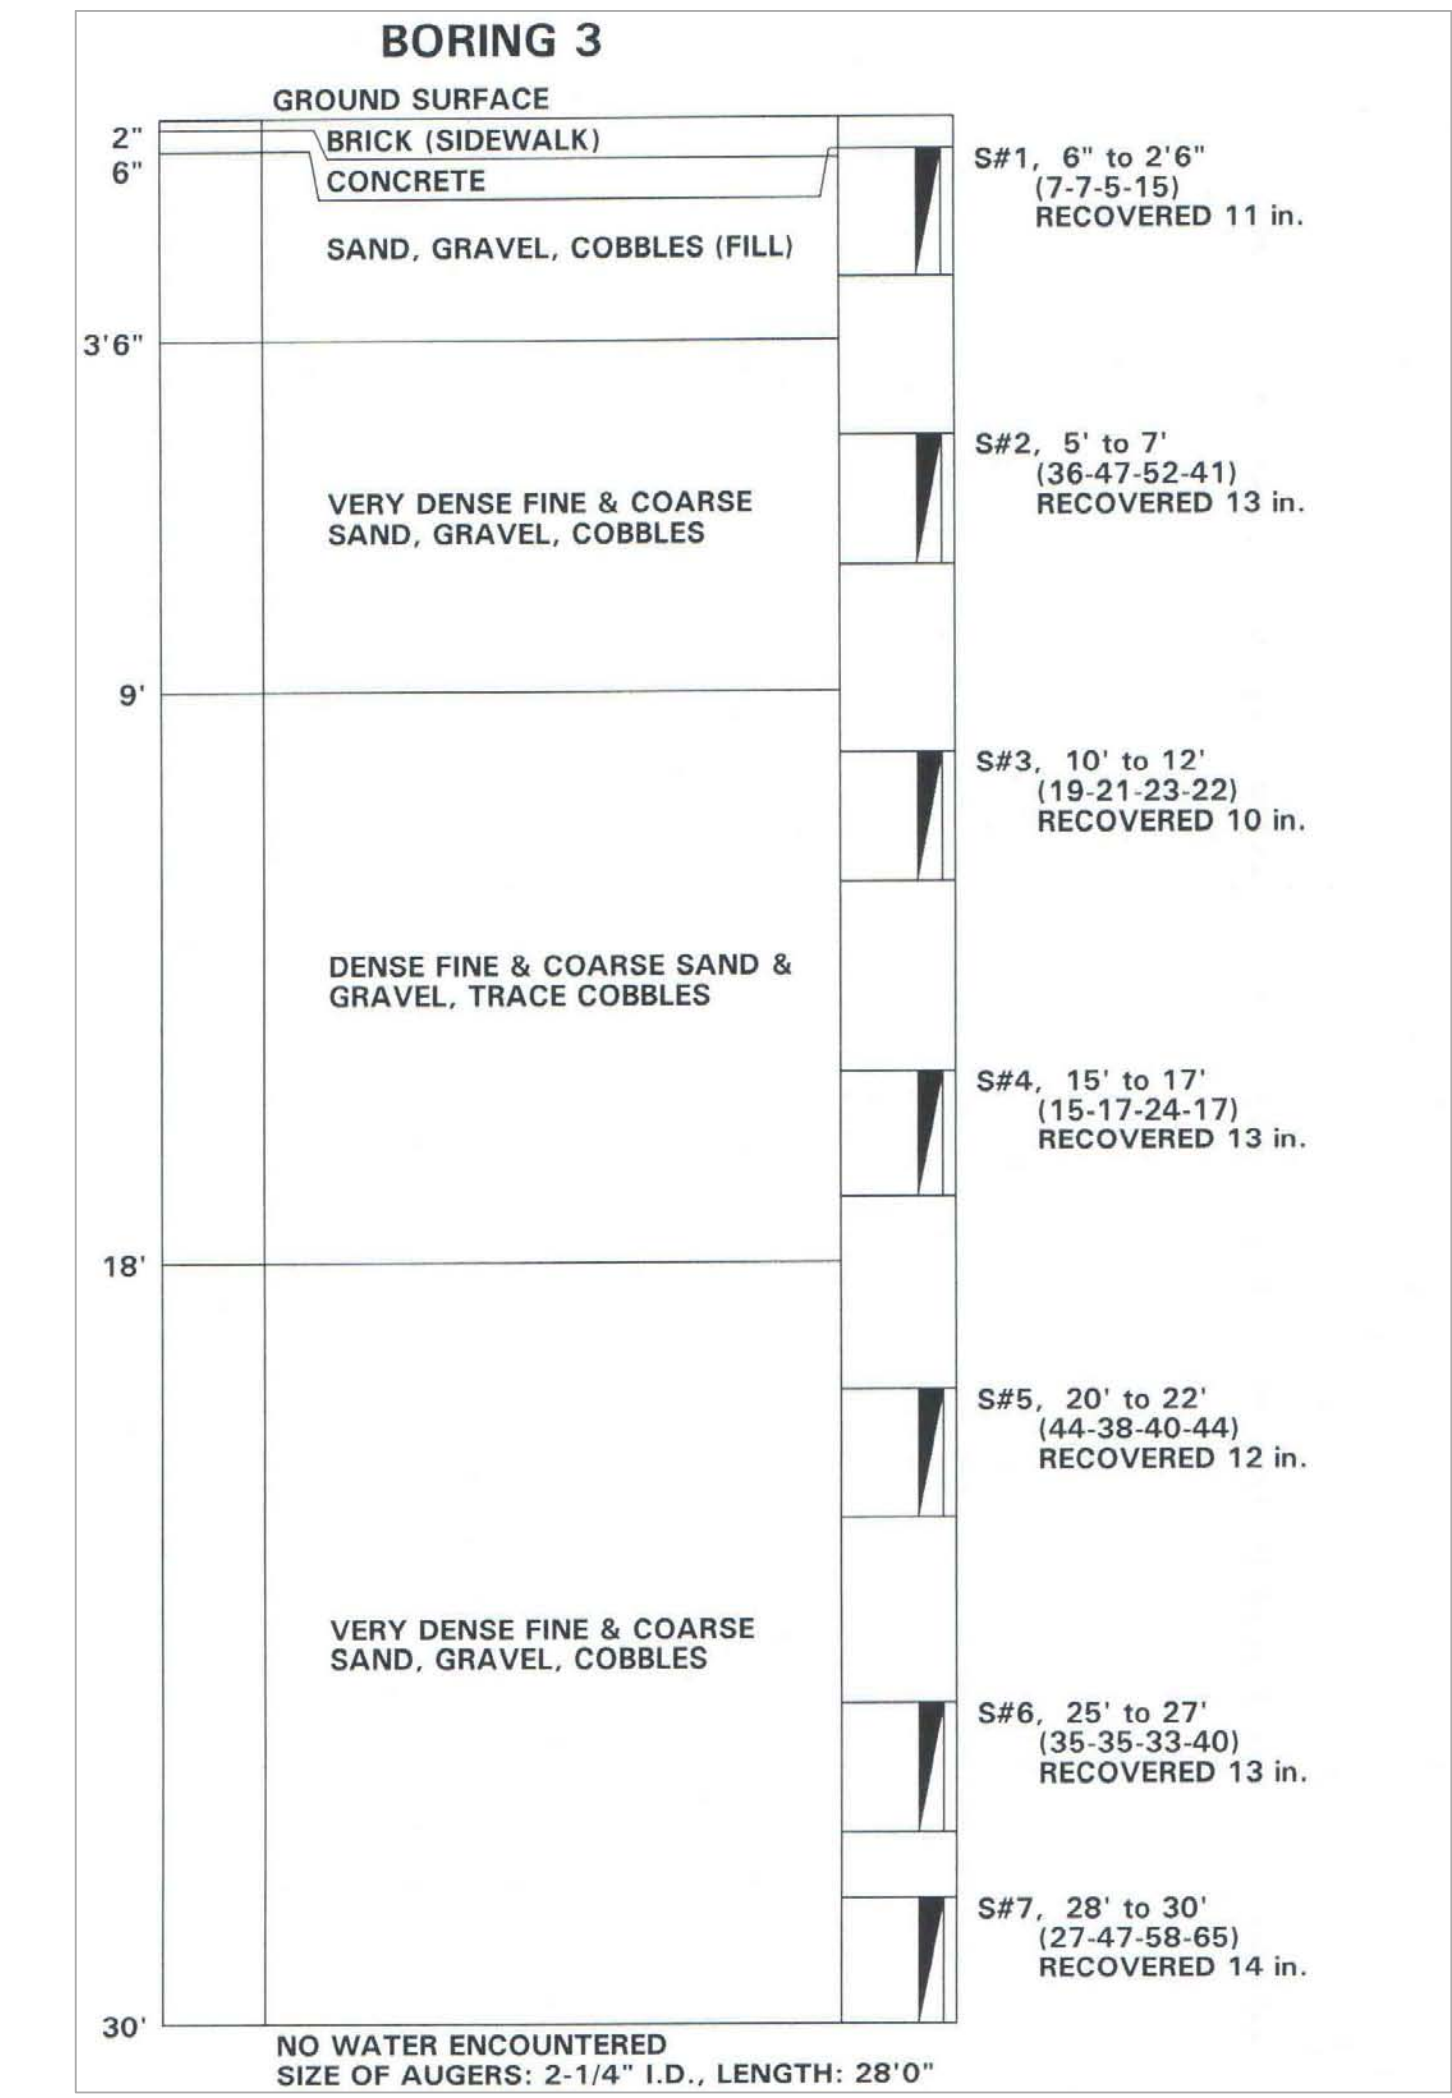 BORING 3
GROUND SURFACE
2"
BRICK (SIDEWALK)
6"
CONCRETE
S#1, 6" to 2'6"
(7-7-5-15)
RECOVERED 11 in.
SAND, GRAVEL, COBBLES (FILL)
3'6"
S#2, 5' to 7'
(36-47-52-41)
RECOVERED 13 in.
VERY DENSE FINE & COARSE
SAND, GRAVEL, COBBLES
9'
S#3, 10' to 12'
(19-21-23-22)
RECOVERED 10 in.
DENSE FINE & COARSE SAND &
GRAVEL, TRACE COBBLES
S#4, 15' to 17'
(15-17-24-17)
RECOVERED 13 in.
18'
S#5, 20' to 22'
(44-38-40-44)
RECOVERED 12 in.
VERY DENSE FINE & COARSE
SAND, GRAVEL, COBBLES
S#6, 25' to 27'
(35-35-33-40)
RECOVERED 13 in.
S#7, 28' to 30'
(27-47-58-65)
RECOVERED 14 in.
30'
NO WATER ENCOUNTERED
SIZE OF AUGERS: 2-1/4" I.D., LENGTH: 28'0"